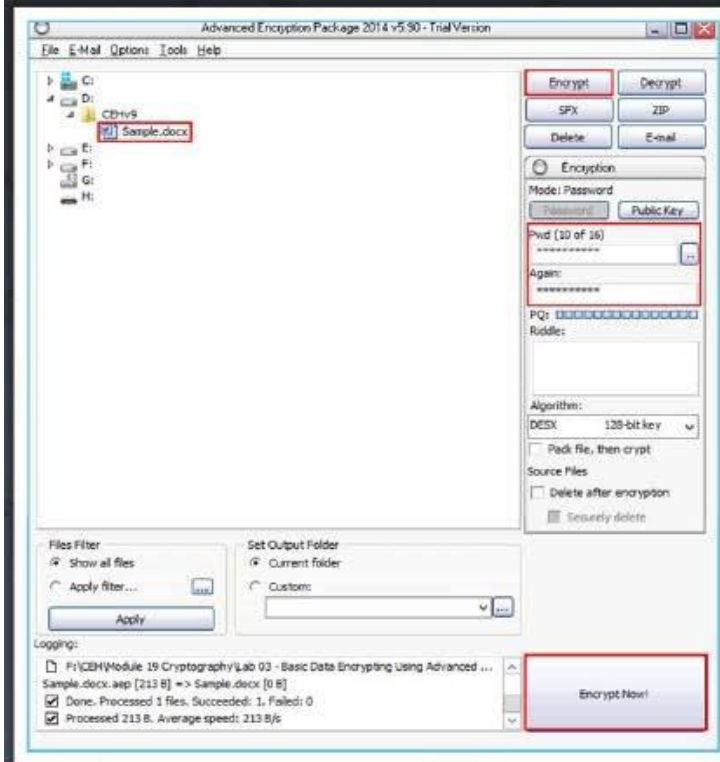 Advanced Encryption Package 2014 v5.90 - Trial Version
File E-Mail Options Tools Help
C:
D:
CEHv9
Sample.docx
E:
F:
G:
H:
Encrypt Decrypt
SFX ZIP
Delete E-mail
Encryption
Mode: Password
Password Public Key
Pwd (10 of 16)
**********
Again:
**********
PQ:
Riddle:
Algorithm:
DESX 128-bit key
Pack file, then crypt
Source Files
Delete after encryption
Securely delete
Files Filter
Show all files
Apply filter...
Apply
Set Output Folder
Current folder
Custom:
Logging:
F:\CEH\Module 19 Cryptography\Lab 03 - Basic Data Encrypting Using Advanced ...
Sample.docx.aep [213 B] => Sample.docx [0 B]
Done. Processed 1 files. Succeeded: 1. Failed: 0
Processed 213 B. Average speed: 213 B/s
Encrypt Now!